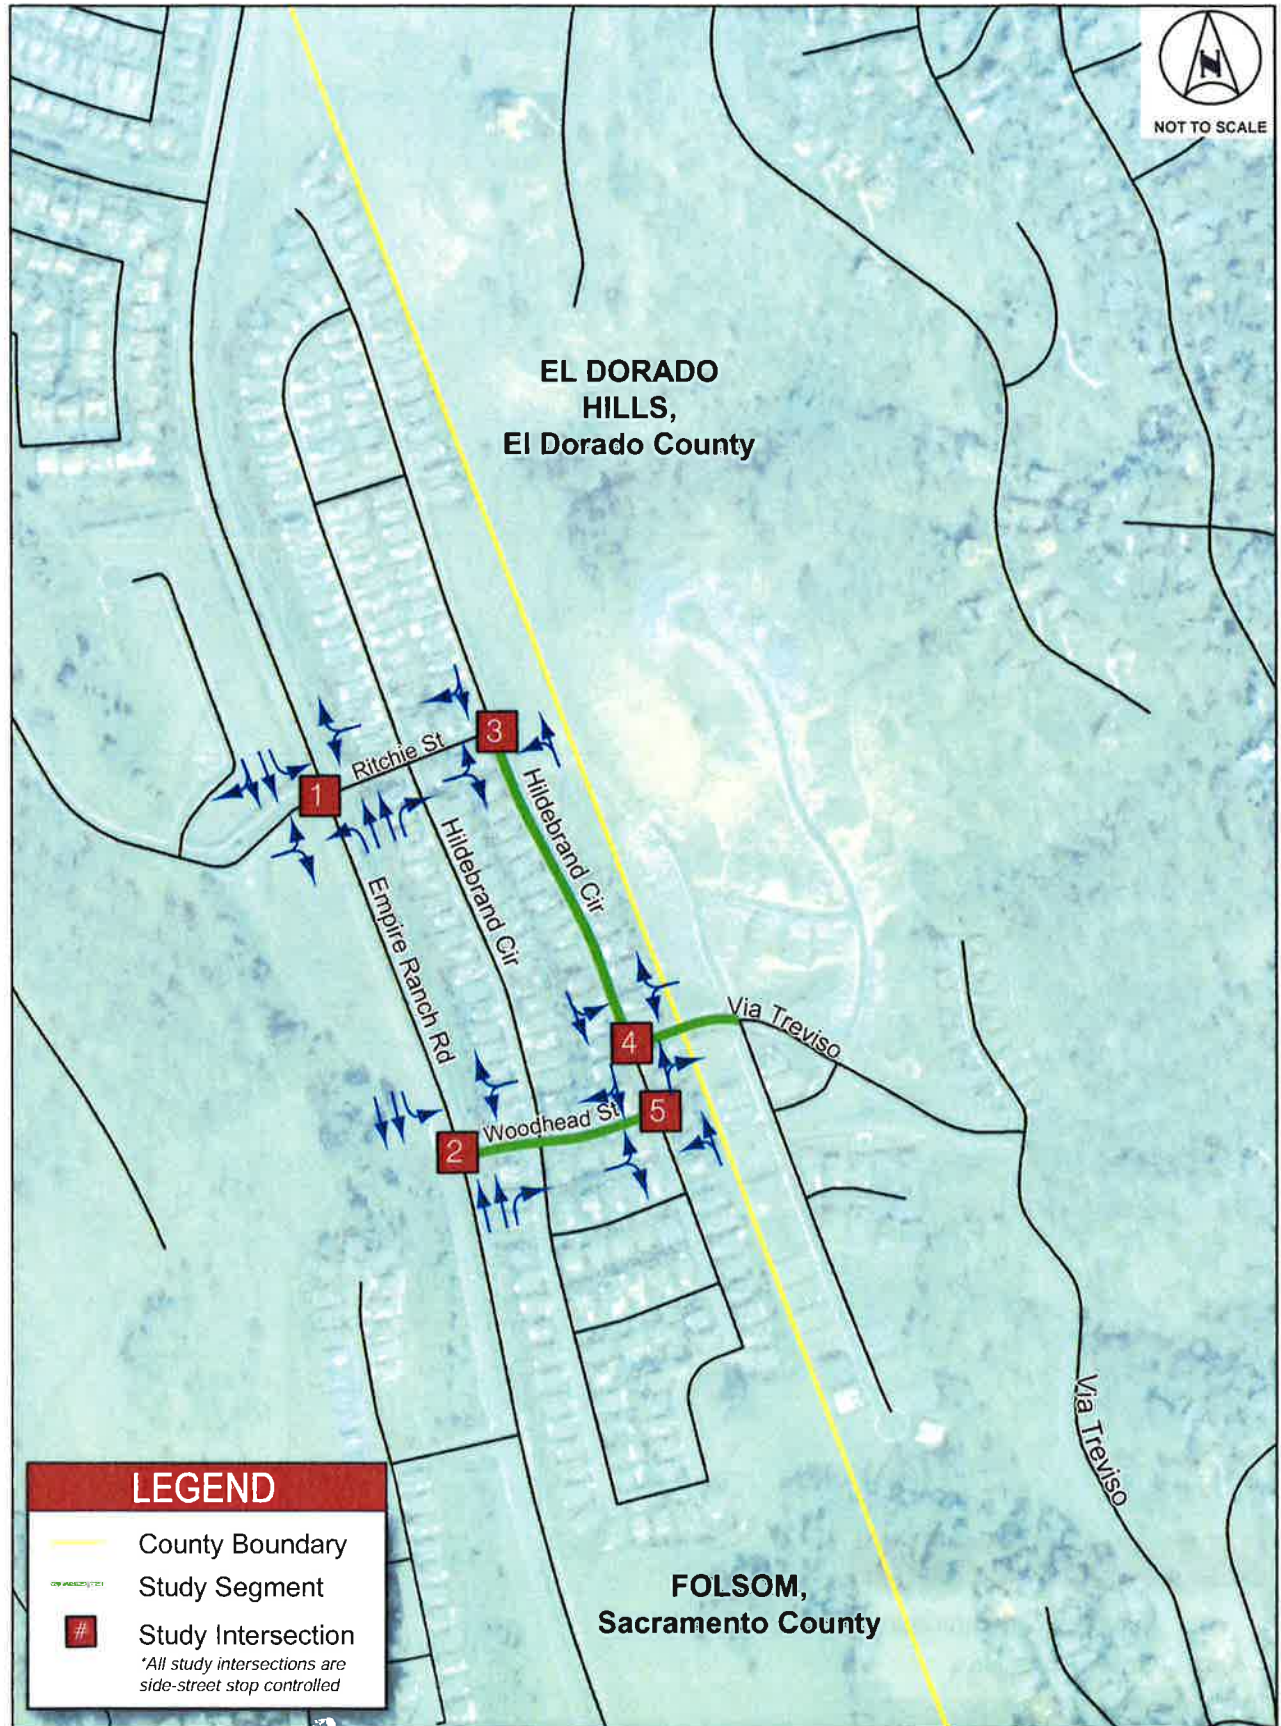 N
NOT TO SCALE
EL DORADO
HILLS,
El Dorado County
3
Ritchie St
1
Hildebrand Cir
Hildebrand Cir
Empire Ranch Rd
Via Treviso
4
5
Woodhead St
2
Via Treviso
LEGEND
County Boundary
Study Segment
# Study Intersection
*All study intersections are
side-street stop controlled
FOLSOM,
Sacramento County